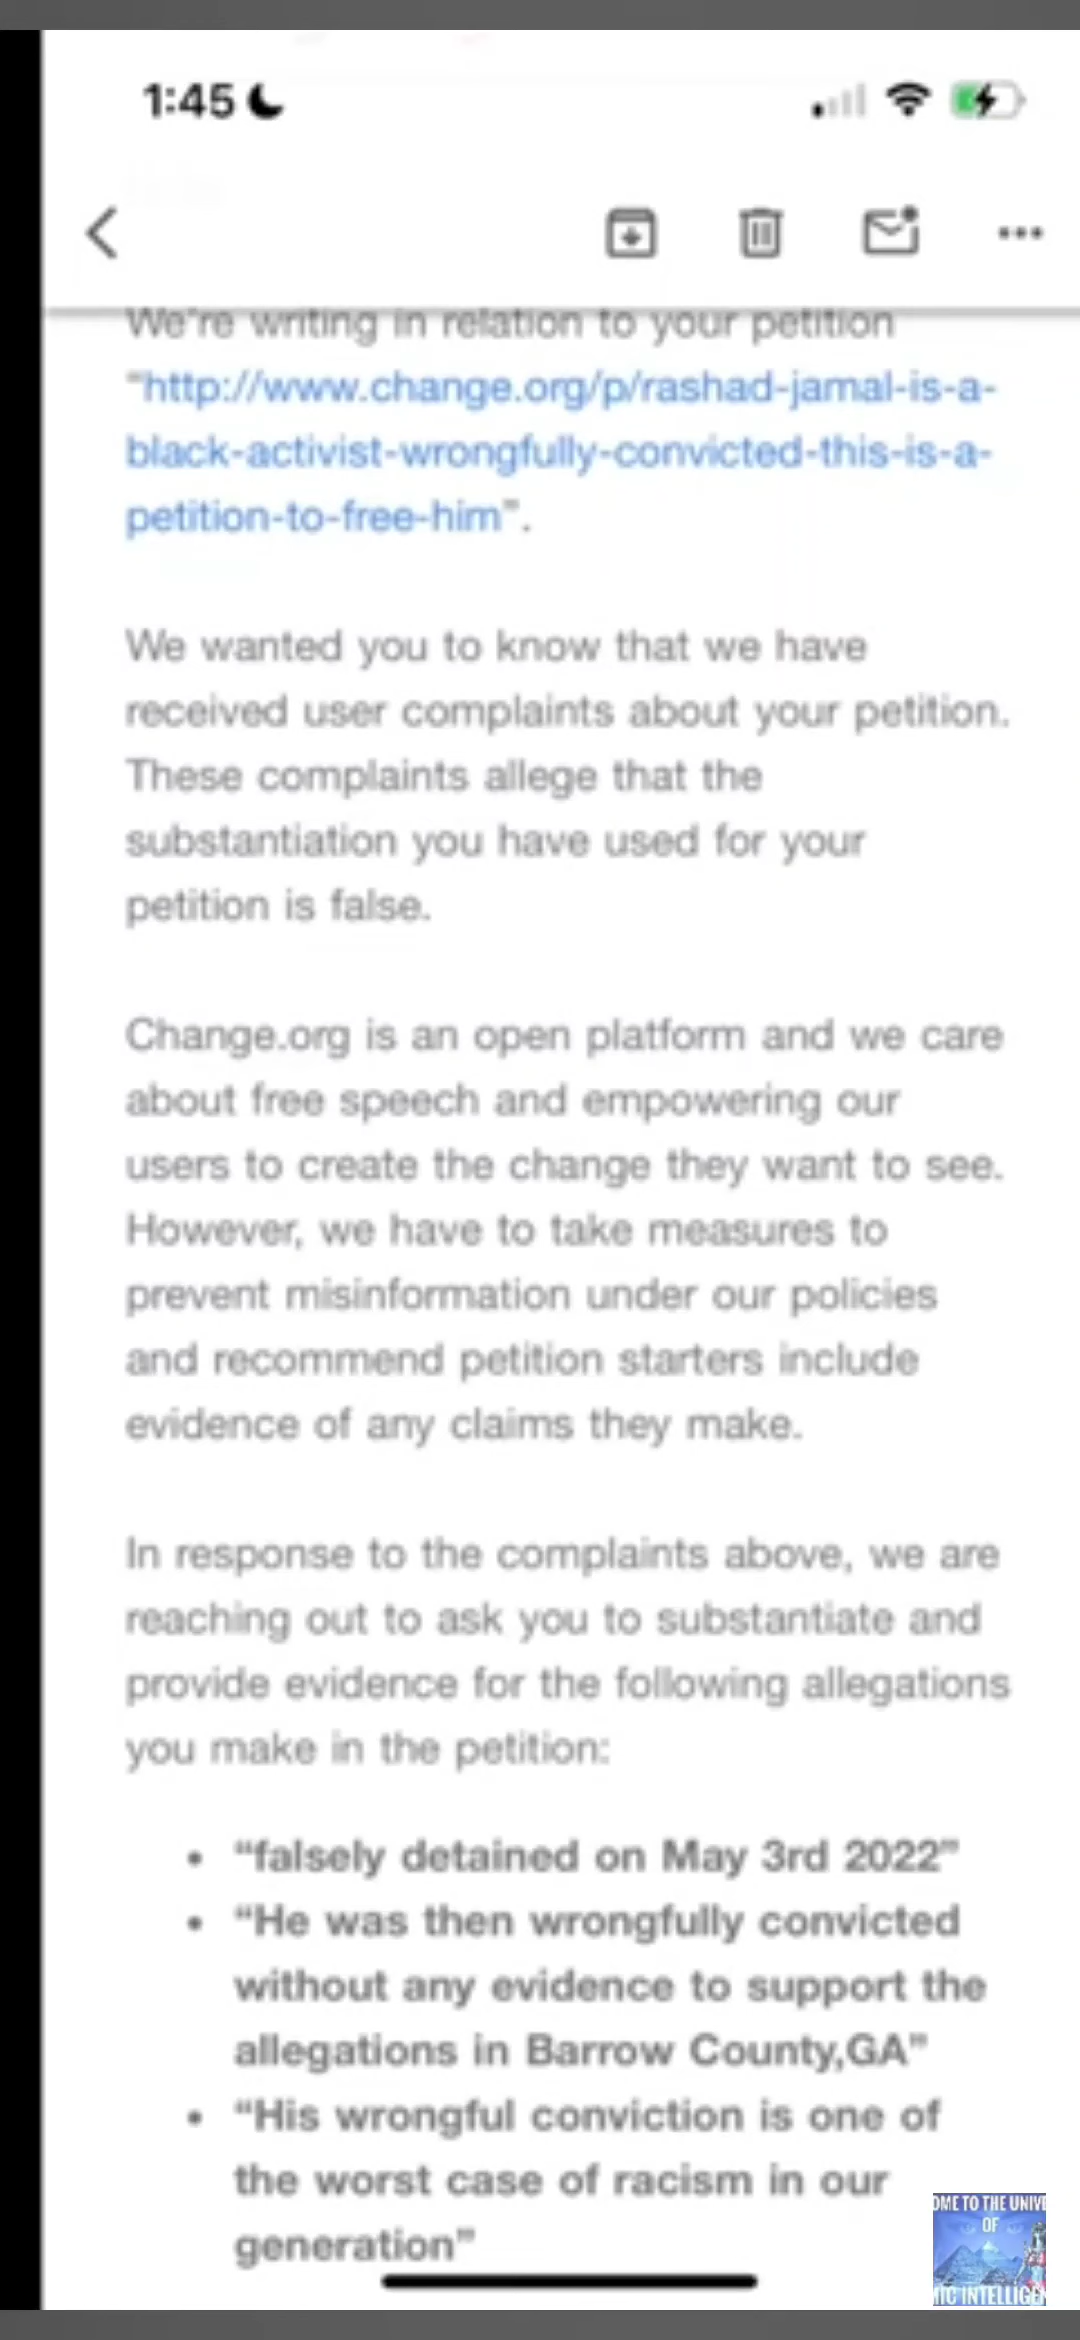 1:45
We're writing in relation to your petition
"http://www.change.org/p/rashad-jamal-is-a-
black-activist-wrongfully-convicted-this-is-a-
petition-to-free-him".
We wanted you to know that we have
received user complaints about your petition.
These complaints allege that the
substantiation you have used for your
petition is false.
Change.org is an open platform and we care
about free speech and empowering our
users to create the change they want to see.
However, we have to take measures to
prevent misinformation under our policies
and recommend petition starters include
evidence of any claims they make.
In response to the complaints above, we are
reaching out to ask you to substantiate and
provide evidence for the following allegations
you make in the petition:
• “falsely detained on May 3rd 2022”
• “He was then wrongfully convicted
without any evidence to support the
allegations in Barrow County,GA”
• “His wrongful conviction is one of
the worst case of racism in our
generation”
OME TO THE UNIVE
OF
MIC INTELLIGEN